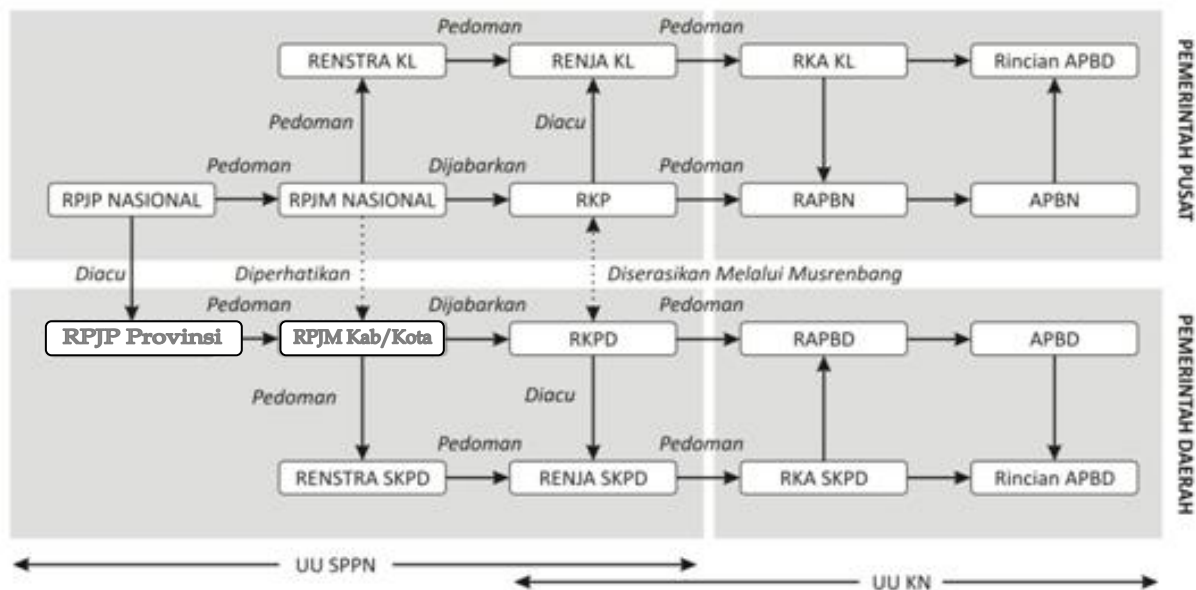 Pedoman Pedoman
RENSTRA KL RENJA KL RKA KL Rincian APBD
Pedoman Diacu
Pedoman Dijabarkan Pedoman
RPJP NASIONAL RPJM NASIONAL RKP RAPBN APBN
PEMERINTAH PUSAT
Diacu Diperhatikan Diserasikan Melalui Musrenbang
Pedoman Dijabarkan Pedoman
RPJP Provinsi RPJM Kab/Kota RKPD RAPBD APBD
Pedoman Diacu
Pedoman Pedoman
RENSTRA SKPD RENJA SKPD RKA SKPD Rincian APBD
PEMERINTAH DAERAH
UU SPPN
UU KN